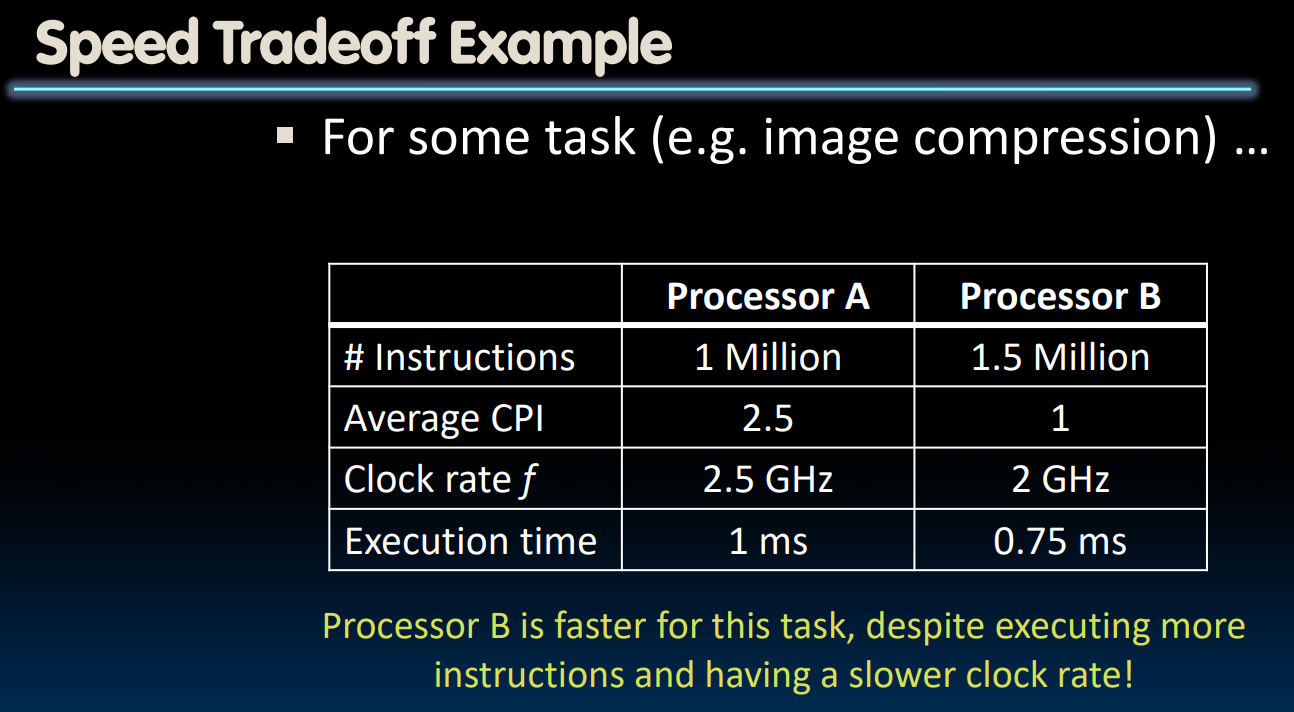 Speed Tradeoff Example
▪ For some task (e.g. image compression) …
Processor A Processor B
# Instructions 1 Million 1.5 Million
Average CPI 2.5 1
Clock rate f 2.5 GHz 2 GHz
Execution time 1 ms 0.75 ms
Processor B is faster for this task, despite executing more
instructions and having a slower clock rate!